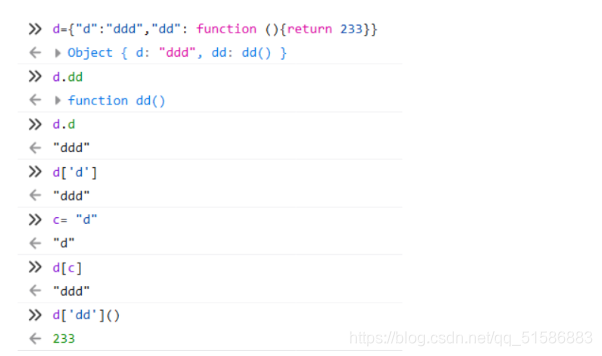 ≫ d={"d":"ddd","dd": function (){return 233}}
← ▶ Object { d: "ddd", dd: dd() }
≫ d.dd
← ▶ function dd()
≫ d.d
← "ddd"
≫ d['d']
← "ddd"
≫ c= "d"
← "d"
≫ d[c]
← "ddd"
≫ d['dd']()
← 233
https://blog.csdn.net/qq_51586883